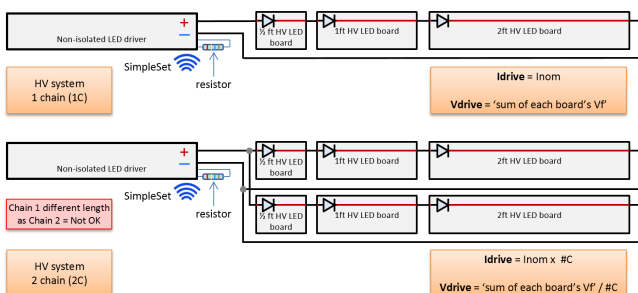 +
−
Non-isolated LED driver
SimpleSet
resistor
½ ft HV LED
board
1ft HV LED board
2ft HV LED board
HV system
1 chain (1C)
Idrive = Inom
Vdrive = ‘sum of each board’s Vf’
+
−
Non-isolated LED driver
SimpleSet
resistor
½ ft HV LED
board
1ft HV LED board
2ft HV LED board
½ ft HV LED
board
1ft HV LED board
2ft HV LED board
Chain 1 different length
as Chain 2 = Not OK
HV system
2 chain (2C)
Idrive = Inom x #C
Vdrive = ‘sum of each board’s Vf’ / #C